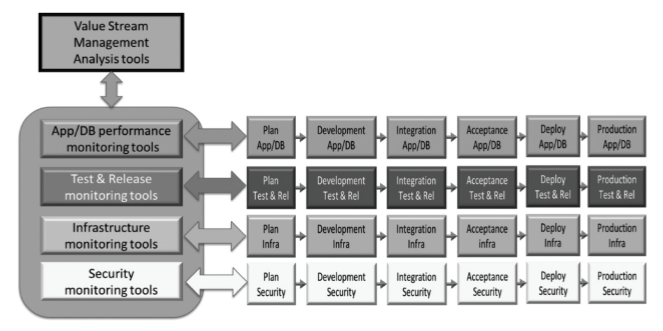 Value Stream
Management
Analysis tools
App/DB performance
monitoring tools
Plan
App/DB
Development
App/DB
Integration
App/DB
Acceptance
App/DB
Deploy
App/DB
Production
App/DB
Test & Release
monitoring tools
Plan
Test & Rel
Development
Test & Rel
Integration
Test & Rel
Acceptance
Test & Rel
Deploy
Test & Rel
Production
Test & Rel
Infrastructure
monitoring tools
Plan
Infra
Development
Infra
Integration
Infra
Acceptance
infra
Deploy
Infra
Production
Infra
Security
monitoring tools
Plan
Security
Development
Security
Integration
Security
Acceptance
Security
Deploy
Security
Production
Security